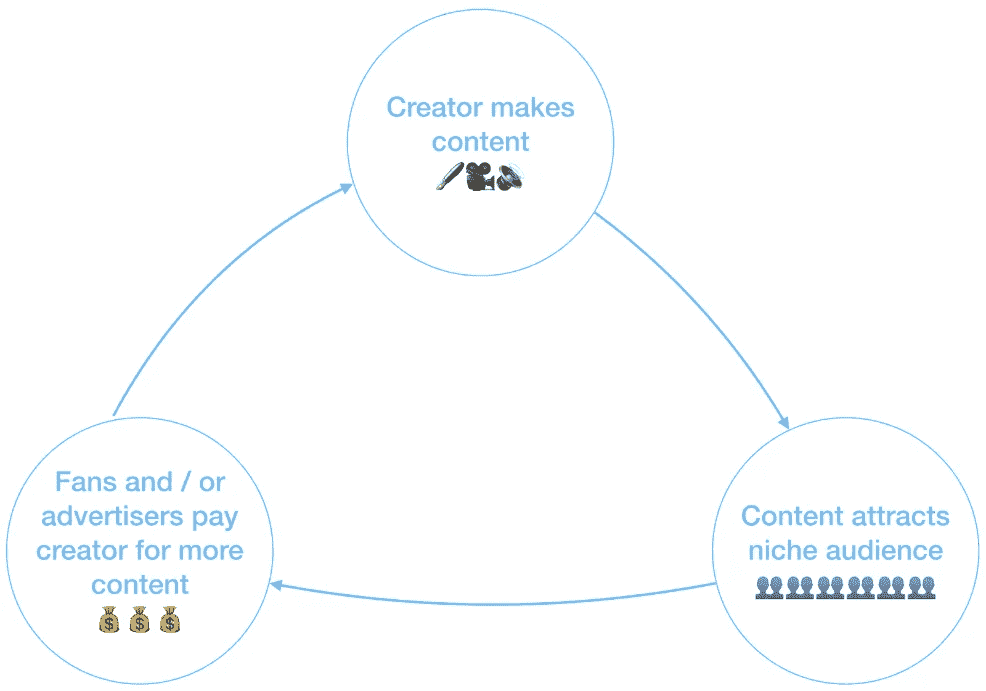 Creator makes
content
Content attracts
niche audience
Fans and / or
advertisers pay
creator for more
content